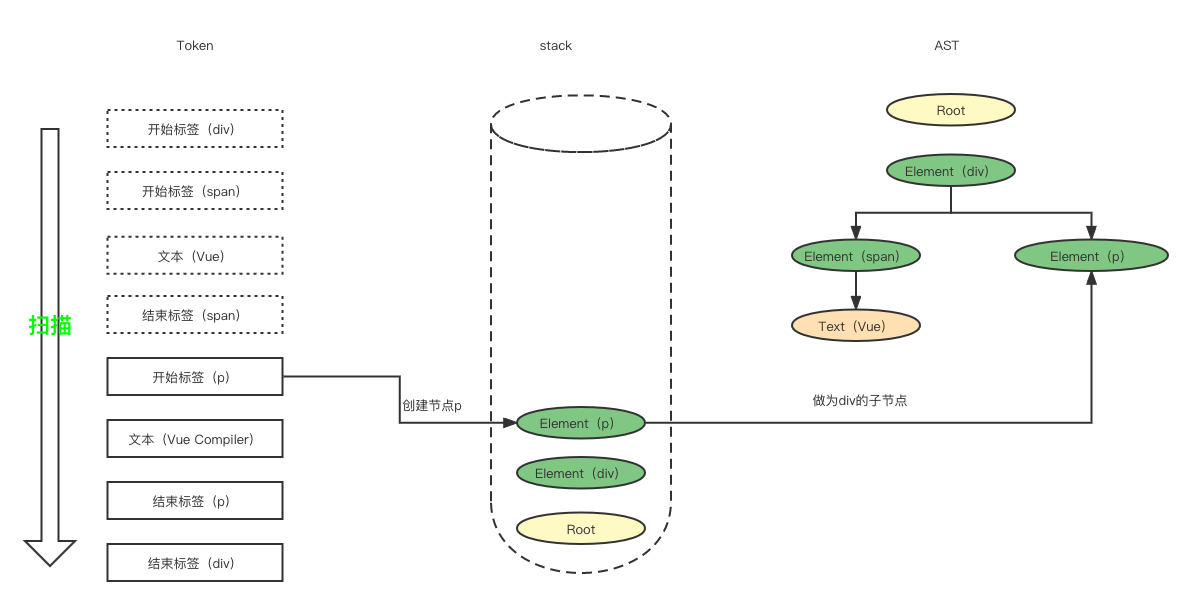 Token
stack
AST
开始标签（div）
开始标签（span）
文本（Vue）
结束标签（span）
开始标签（p）
文本（Vue Compiler）
结束标签（p）
结束标签（div）
扫描
创建节点p
Element（p）
Element（div）
Root
Root
Element（div）
Element（span）
Element（p）
Text（Vue）
做为div的子节点